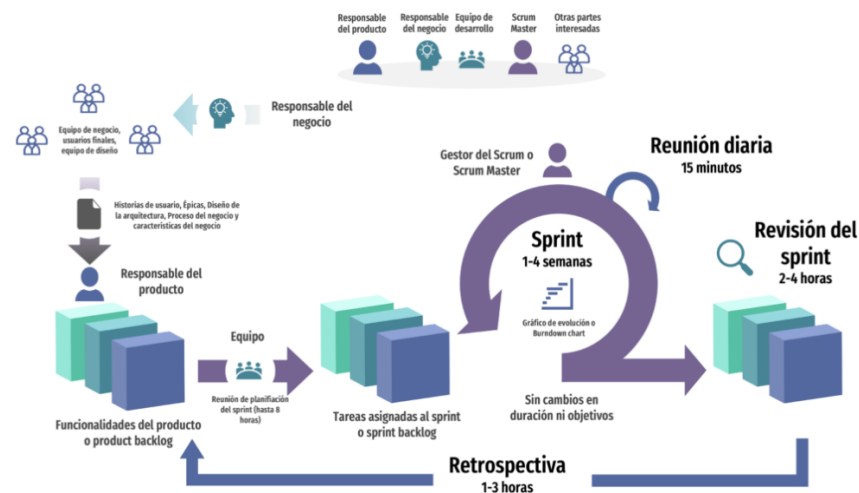 Responsable
del producto
Responsable
del negocio
Equipo de
desarrollo
Scrum
Master
Otras partes
interesadas
Responsable del
negocio
Equipo de negocio,
usuarios finales,
equipo de diseño
Historias de usuario, Épicas, Diseño de
la arquitectura, Proceso del negocio y
características del negocio
Responsable del
producto
Gestor del Scrum o
Scrum Master
Reunión diaria
15 minutos
Sprint
1-4 semanas
Gráfico de evolución o
Burndown chart
Revisión del
sprint
2-4 horas
Equipo
Reunión de planifiación
del sprint (hasta 8
horas)
Funcionalidades del producto
o product backlog
Tareas asignadas al sprint
o sprint backlog
Sin cambios en
duración ni objetivos
Retrospectiva
1-3 horas